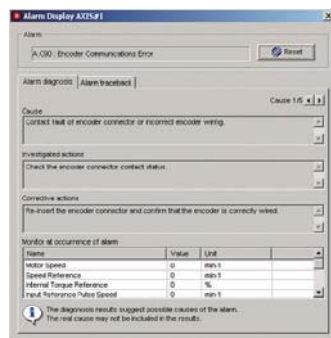 Alarm Display AXIS#1
Alarm
A.C90 : Encoder Communications Error
Reset
Alarm diagnosis
Alarm traceback
Cause 1/5
Cause
Contact fault of encoder connector or incorrect encoder wiring.
Investigated actions
Check the encoder connector contact status.
Corrective actions
Re-insert the encoder connector and confirm that the encoder is correctly wired.
Monitor at occurrence of alarm
Name Value Unit
Motor Speed 0 min-1
Speed Reference 0 min-1
Internal Torque Reference 0 %
Input Reference Pulse Speed 0 min-1
The diagonosis results suggest possible causes of the alarm.
The real cause may not be included in the results.